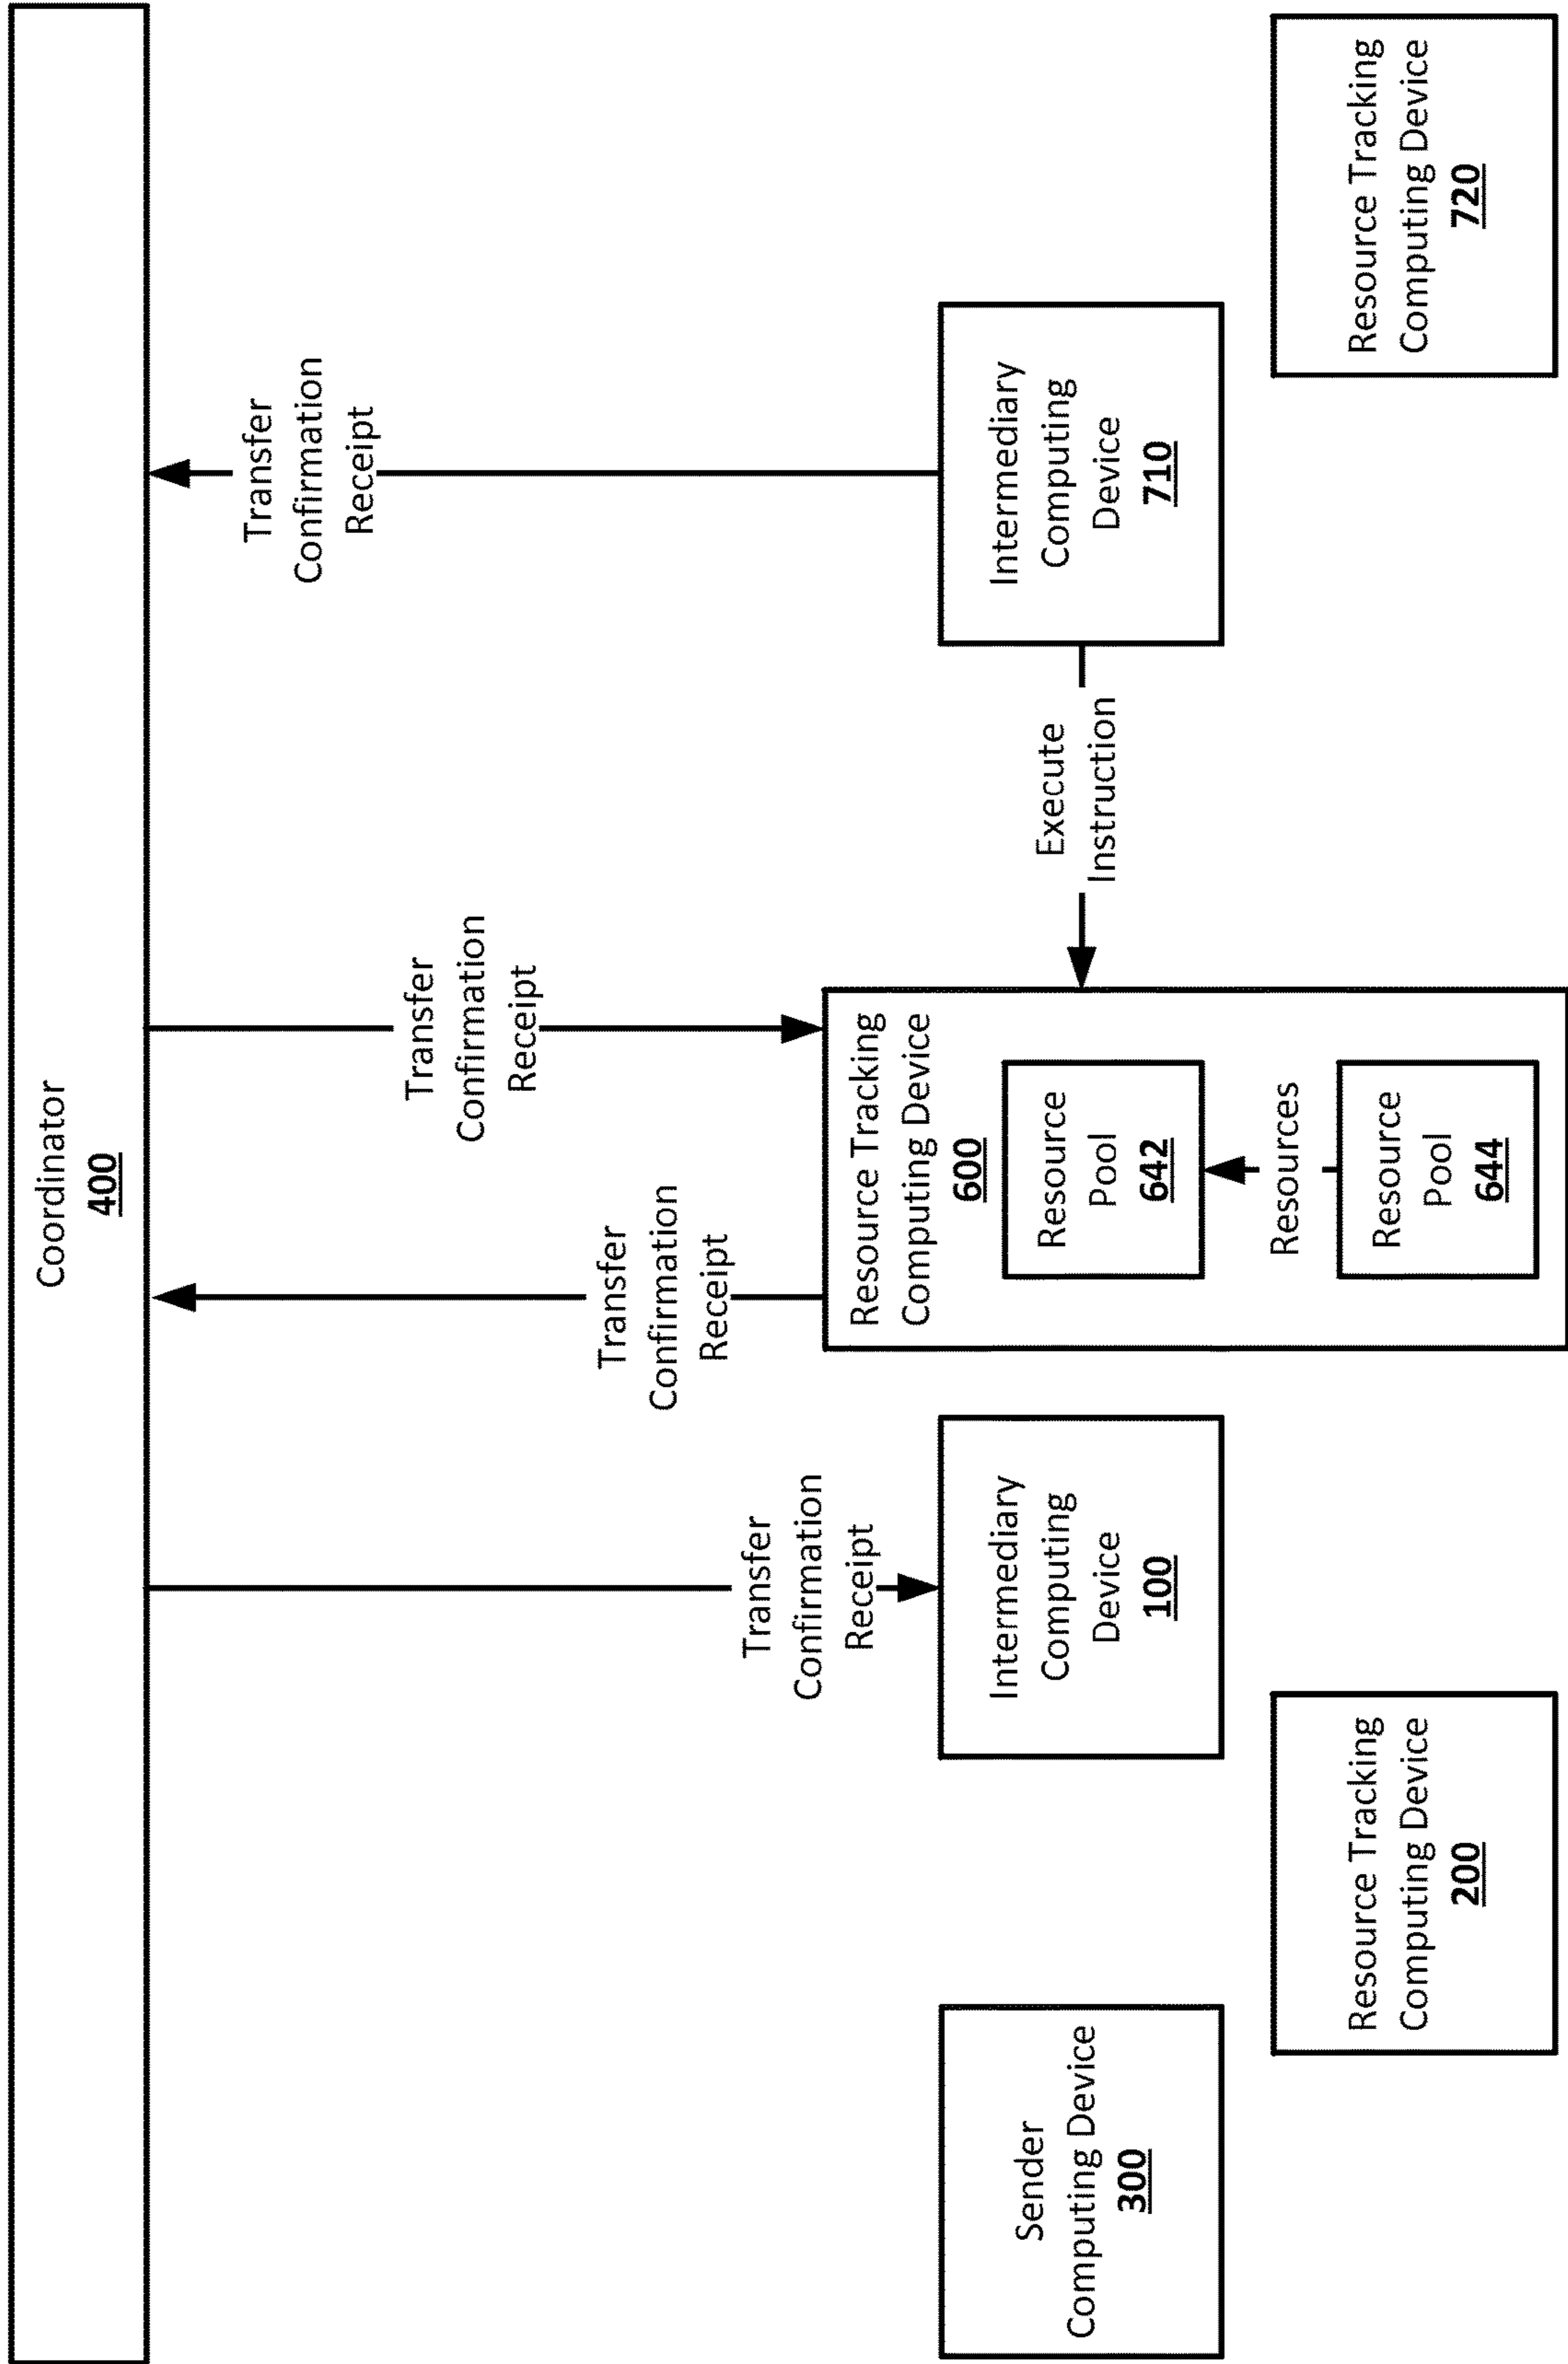 Coordinator
400
Transfer
Confirmation
Receipt
Transfer
Confirmation
Receipt
Transfer
Confirmation
Receipt
Transfer
Confirmation
Receipt
Sender
Computing Device
300
Resource Tracking
Computing Device
200
Intermediary
Computing
Device
100
Resource Tracking
Computing Device
600
Resource
Pool
642
Resources
Resource
Pool
644
Execute
Instruction
Intermediary
Computing
Device
710
Resource Tracking
Computing Device
720